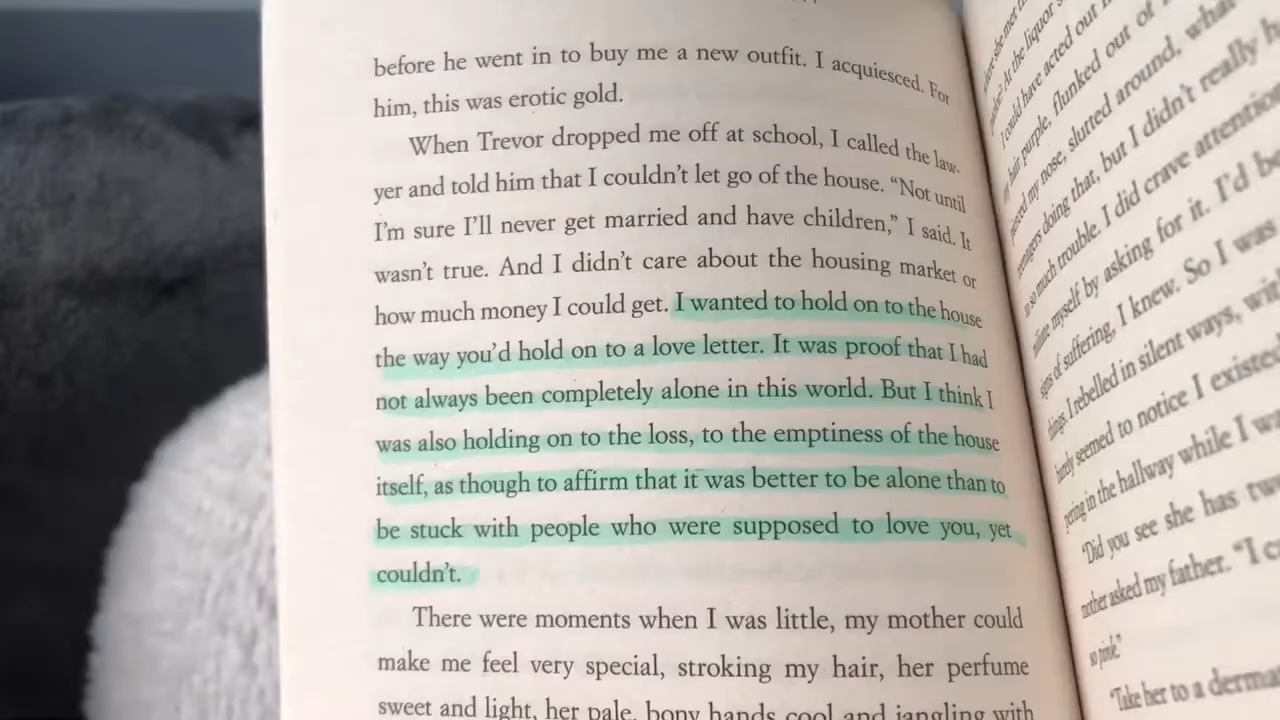 before he went in to buy me a new outfit. I acquiesced. For
him, this was erotic gold.
When Trevor dropped me off at school, I called the law-
yer and told him that I couldn't let go of the house. “Not until
I'm sure I'll never get married and have children,” I said. It
wasn't true. And I didn't care about the housing market or
how much money I could get. I wanted to hold on to the house
the way you'd hold on to a love letter. It was proof that I had
not always been completely alone in this world. But I think I
was also holding on to the loss, to the emptiness of the house
itself, as though to affirm that it was better to be alone than to
be stuck with people who were supposed to love you, yet
couldn't.
There were moments when I was little, my mother could
make me feel very special, stroking my hair, her perfume
sweet and light, her pale, bony hands cool and jangling with
she met
At the liquor
I could have acted out
hair purple, flunked out of
my nose, slutted around, what
teenagers doing that, but I didn't really
so much trouble. I did crave attention
myself by asking for it. I'd be
signs of suffering, I knew. So I was
things. I rebelled in silent ways, with
barely seemed to notice I existed
in the hallway while I
“Did you see she has
mother asked my father. “I
so pink.”
“Take her to a